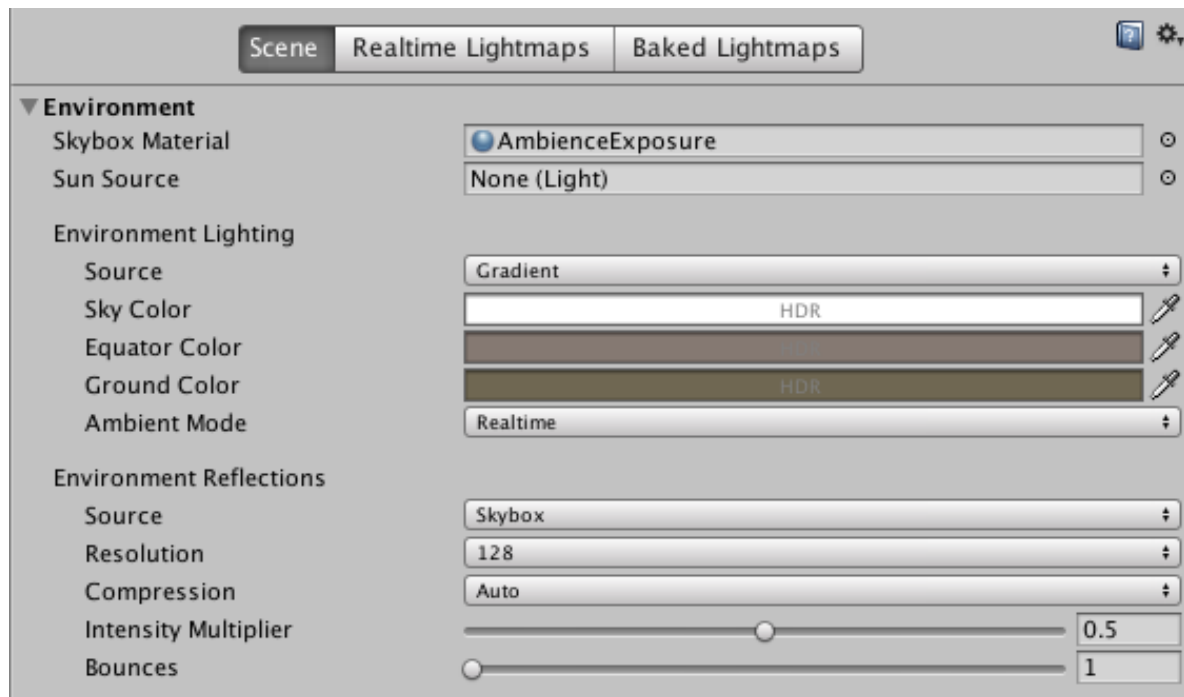 Scene Realtime Lightmaps Baked Lightmaps
Environment
Skybox Material AmbienceExposure
Sun Source None (Light)
Environment Lighting
Source Gradient
Sky Color HDR
Equator Color HDR
Ground Color HDR
Ambient Mode Realtime
Environment Reflections
Source Skybox
Resolution 128
Compression Auto
Intensity Multiplier 0.5
Bounces 1